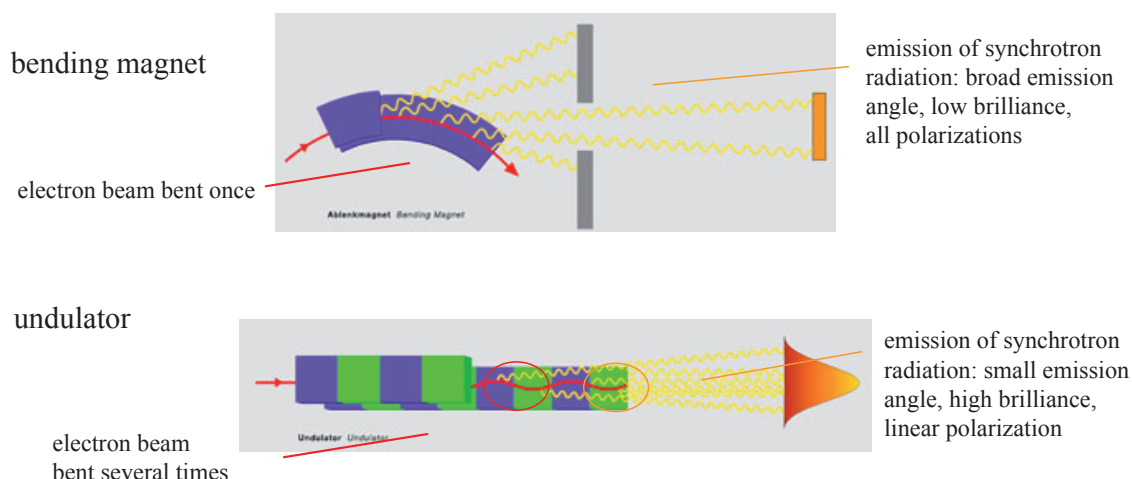 bending magnet
emission of synchrotron
radiation: broad emission
angle, low brilliance,
all polarizations
electron beam bent once
Ablenkmagnet Bending Magnet
undulator
emission of synchrotron
radiation: small emission
angle, high brilliance,
linear polarization
Undulator Undulator
electron beam
bent several times